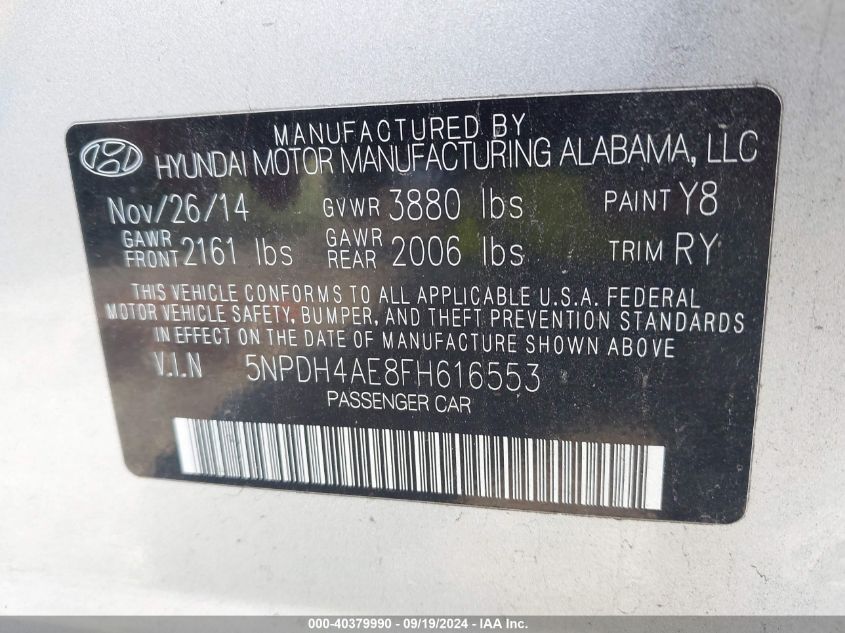 MANUFACTURED BY
HYUNDAI MOTOR MANUFACTURING ALABAMA, LLC
Nov/26/14 GVWR 3880 lbs PAINT Y8
GAWR FRONT 2161 lbs GAWR REAR 2006 lbs TRIM RY
THIS VEHICLE CONFORMS TO ALL APPLICABLE U.S.A. FEDERAL
MOTOR VEHICLE SAFETY, BUMPER, AND THEFT PREVENTION STANDARDS
IN EFFECT ON THE DATE OF MANUFACTURE SHOWN ABOVE.
V.I.N 5NPDH4AE8FH616553
PASSENGER CAR
000-40379990 - 09/19/2024 - IAA Inc.